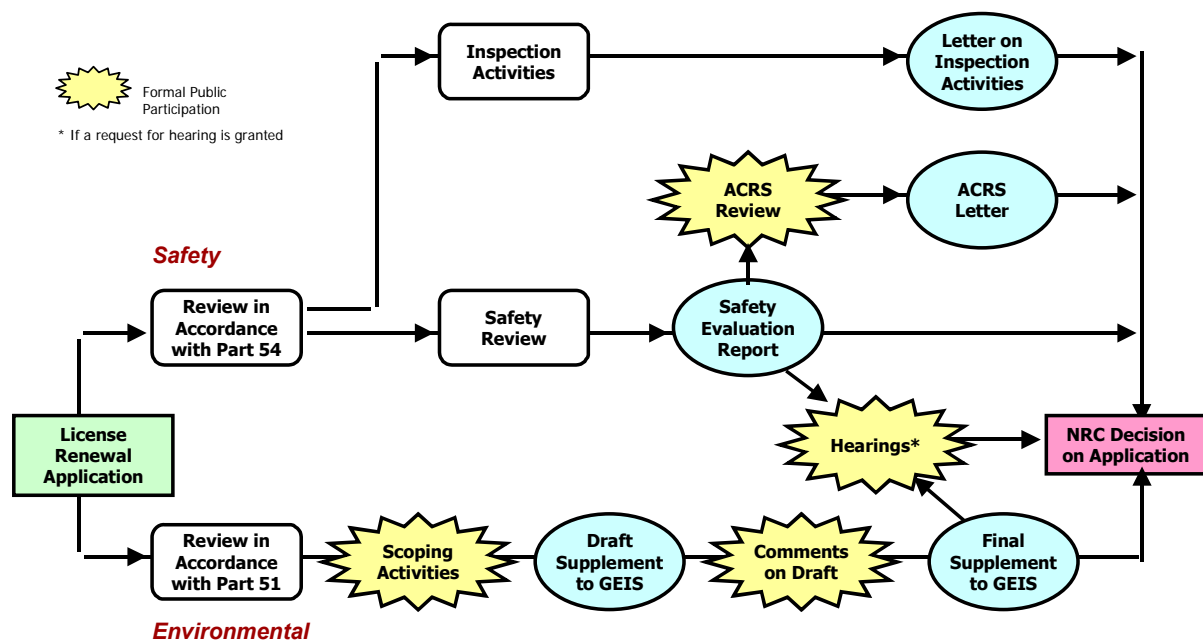 Inspection
Activities
Letter on
Inspection
Activities
Formal Public
Participation
* If a request for hearing is granted
ACRS
Review
ACRS
Letter
Safety
Review in
Accordance
with Part 54
Safety
Review
Safety
Evaluation
Report
License
Renewal
Application
Hearings*
NRC Decision
on Application
Review in
Accordance
with Part 51
Scoping
Activities
Draft
Supplement
to GEIS
Comments
on Draft
Final
Supplement
to GEIS
Environmental